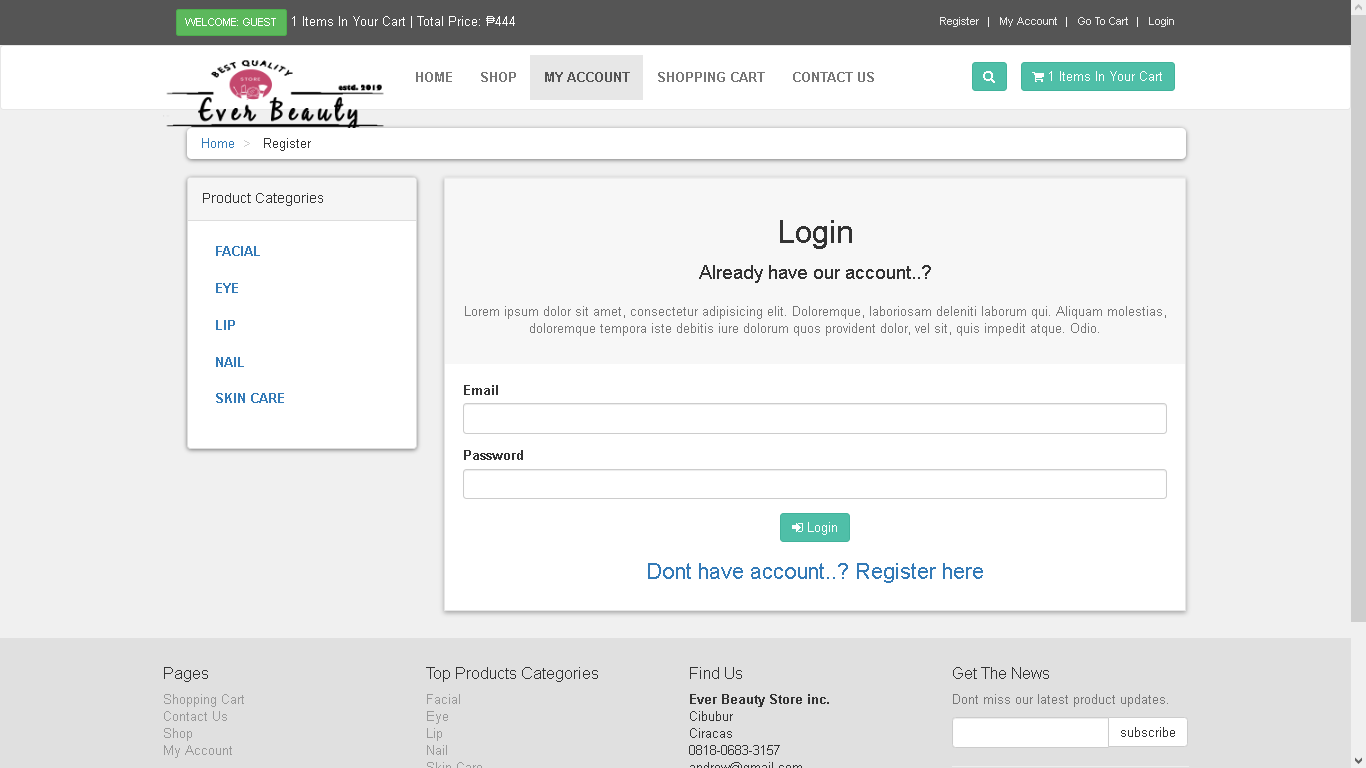 WELCOME: GUEST 1 Items In Your Cart | Total Price: ₱444
Register | My Account | Go To Cart | Login
BEST QUALITY
STORE
estd. 2019
Ever Beauty
HOME SHOP MY ACCOUNT SHOPPING CART CONTACT US
1 Items In Your Cart
Home > Register
Product Categories
FACIAL
EYE
LIP
NAIL
SKIN CARE
Login
Already have our account..?
Lorem ipsum dolor sit amet, consectetur adipisicing elit. Doloremque, laboriosam deleniti laborum qui. Aliquam molestias,
doloremque tempora iste debitis iure dolorum quos provident dolor, vel sit, quis impedit atque. Odio.
Email
Password
Login
Dont have account..? Register here
Pages
Shopping Cart
Contact Us
Shop
My Account
Top Products Categories
Facial
Eye
Lip
Nail
Skin Care
Find Us
Ever Beauty Store inc.
Cibubur
Ciracas
0818-0683-3157
andrew@gmail.com
Get The News
Dont miss our latest product updates.
subscribe